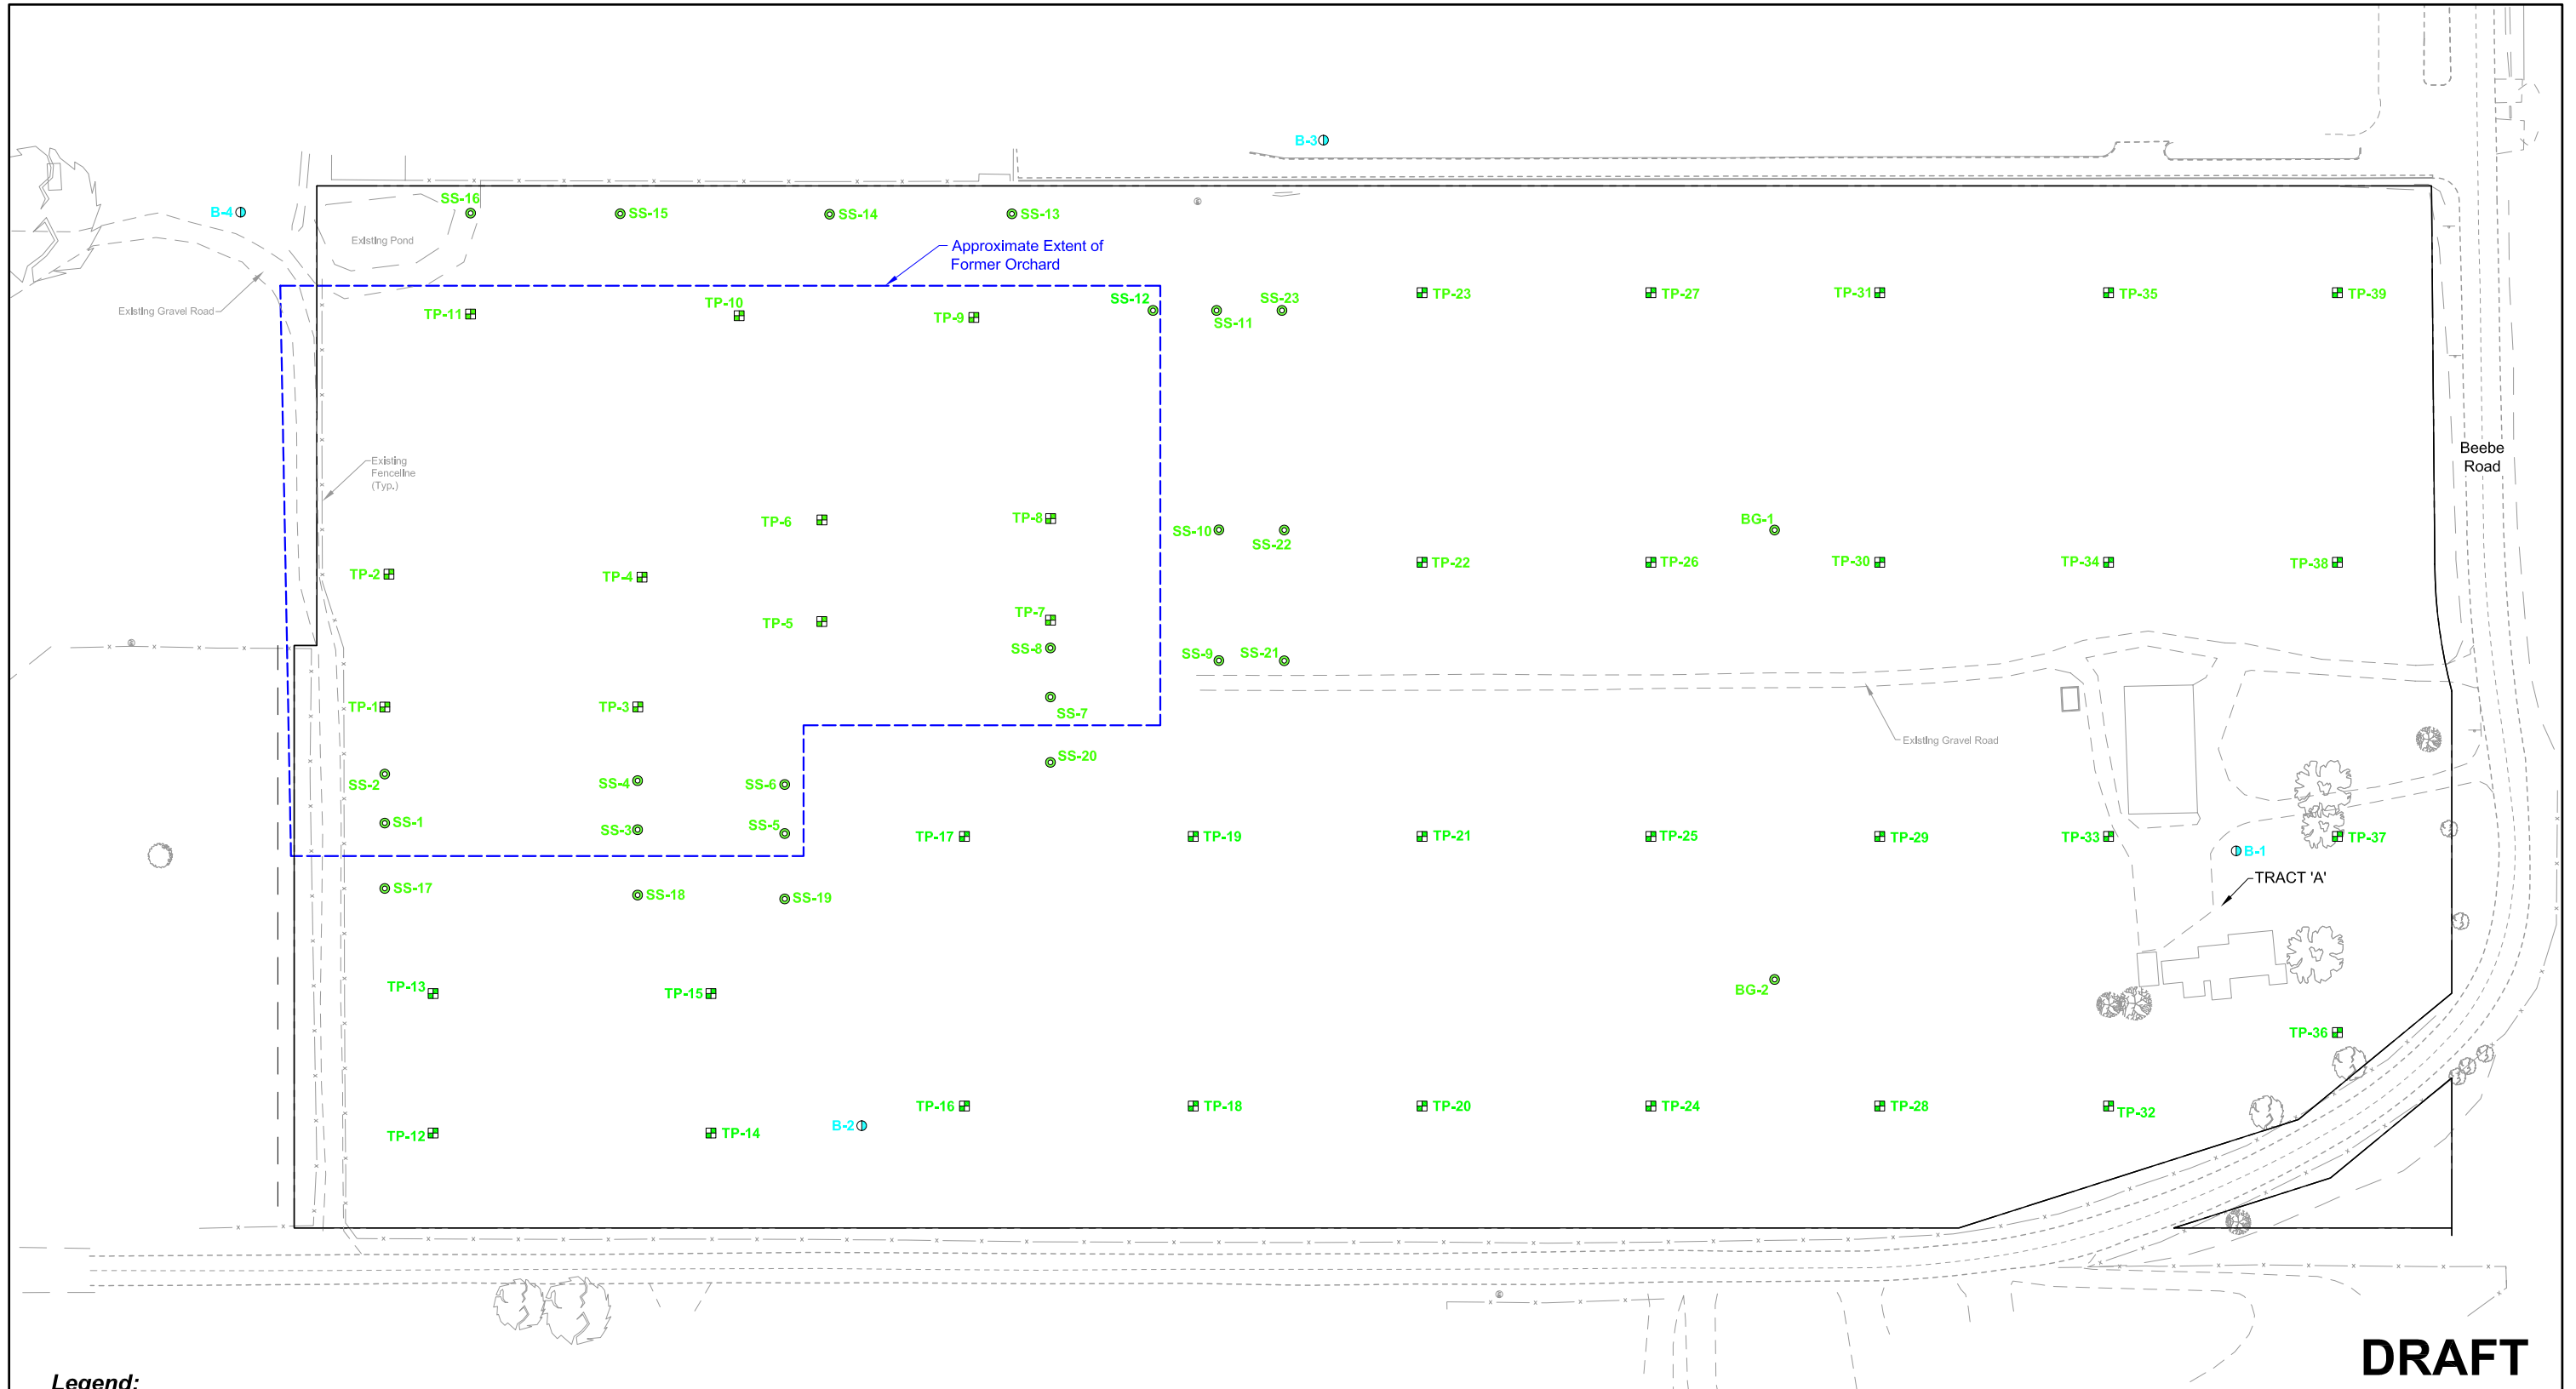 B-3
B-4
SS-16
SS-15
SS-14
SS-13
Existing Pond
Approximate Extent of
Former Orchard
Existing Gravel Road
TP-11
TP-10
TP-9
SS-12
SS-11
SS-23
TP-23
TP-27
TP-31
TP-35
TP-39
Beebe
Road
Existing
Fenceline
(Typ.)
TP-6
TP-8
SS-10
SS-22
BG-1
TP-2
TP-4
TP-22
TP-26
TP-30
TP-34
TP-38
TP-5
TP-7
SS-8
SS-9
SS-21
TP-1
TP-3
SS-7
Existing Gravel Road
SS-2
SS-4
SS-6
SS-20
SS-1
SS-3
SS-5
TP-17
TP-19
TP-21
TP-25
TP-29
TP-33
TP-37
B-1
TRACT 'A'
SS-17
SS-18
SS-19
TP-13
TP-15
BG-2
TP-36
TP-12
TP-14
B-2
TP-16
TP-18
TP-20
TP-24
TP-28
TP-32
DRAFT
Legend: